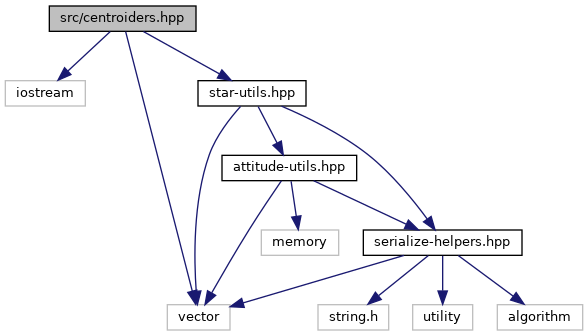 src/centroiders.hpp
iostream
star-utils.hpp
attitude-utils.hpp
memory
serialize-helpers.hpp
vector
string.h
utility
algorithm